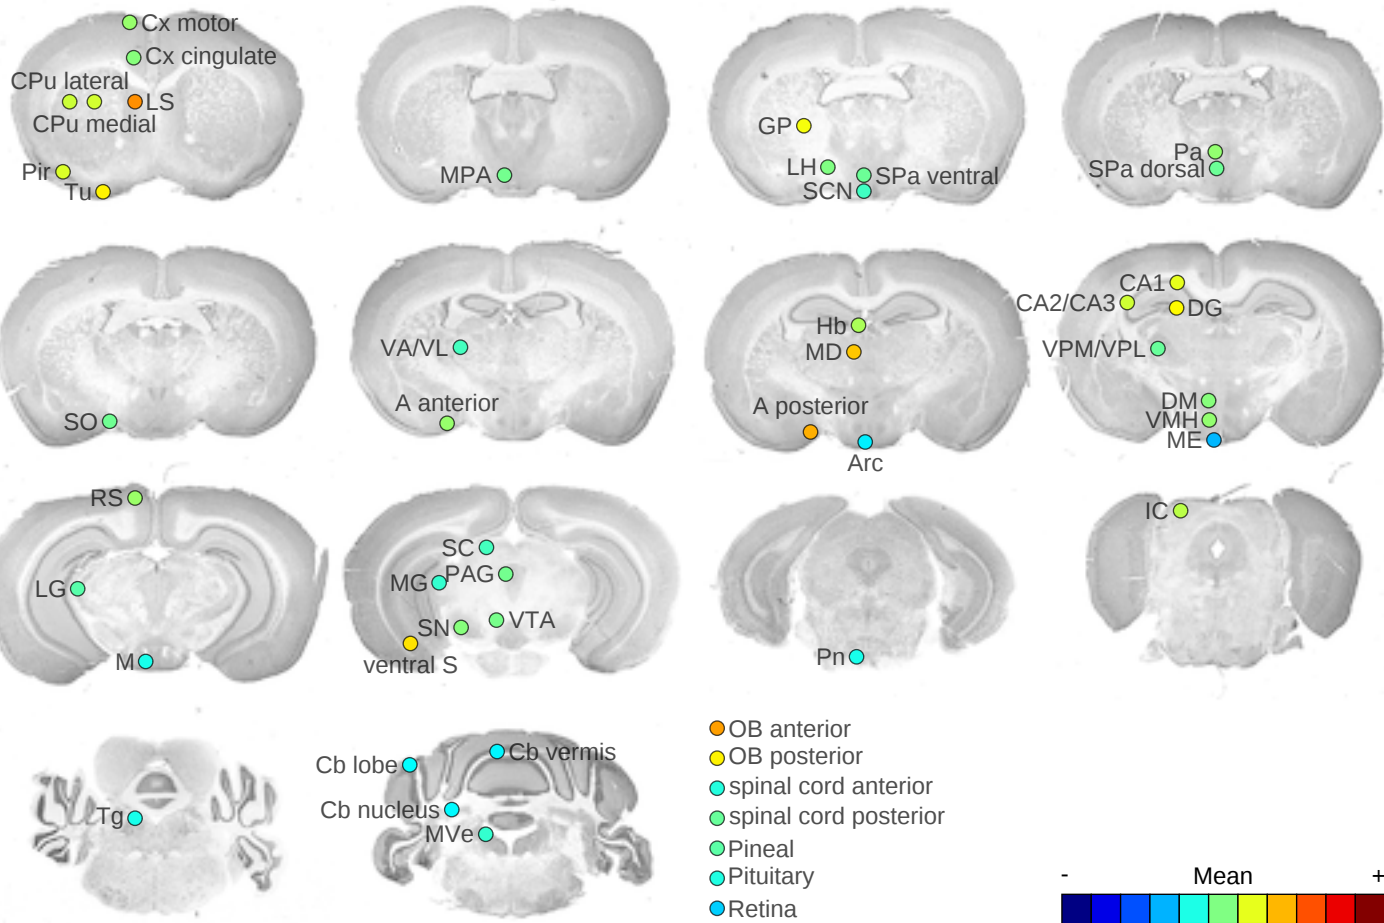 Cx motor
Cx cingulate
CPu lateral
LS
CPu medial
Pir
Tu
MPA
GP
LH
SPa ventral
SCN
Pa
SPa dorsal
SO
VA/VL
A anterior
Hb
MD
A posterior
Arc
CA1
CA2/CA3
DG
VPM/VPL
DM
VMH
ME
RS
LG
M
SC
MG
PAG
SN
VTA
ventral S
Pn
IC
Tg
Cb lobe
Cb vermis
Cb nucleus
MVe
OB anterior
OB posterior
spinal cord anterior
spinal cord posterior
Pineal
Pituitary
Retina
- Mean +